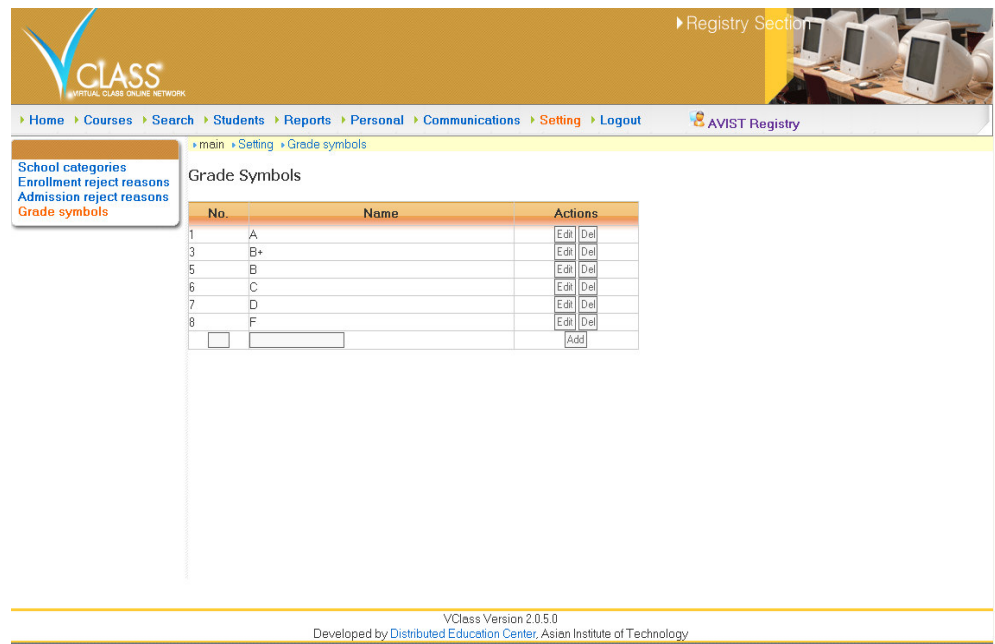 Registry Section
VCLASS
VIRTUAL CLASS ONLINE NETWORK
Home Courses Search Students Reports Personal Communications Setting Logout AVIST Registry
main Setting Grade symbols
School categories
Enrollment reject reasons
Admission reject reasons
Grade symbols
Grade Symbols
No. Name Actions
1 A Edit Del
3 B+ Edit Del
5 B Edit Del
6 C Edit Del
7 D Edit Del
8 F Edit Del
Add
VClass Version 2.0.5.0
Developed by Distributed Education Center, Asian Institute of Technology